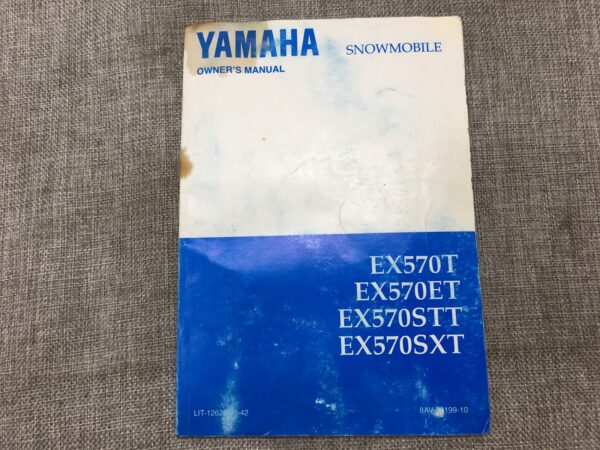 YAMAHA SNOWMOBILE
OWNER'S MANUAL
EX570T
EX570ET
EX570STT
EX570SXT